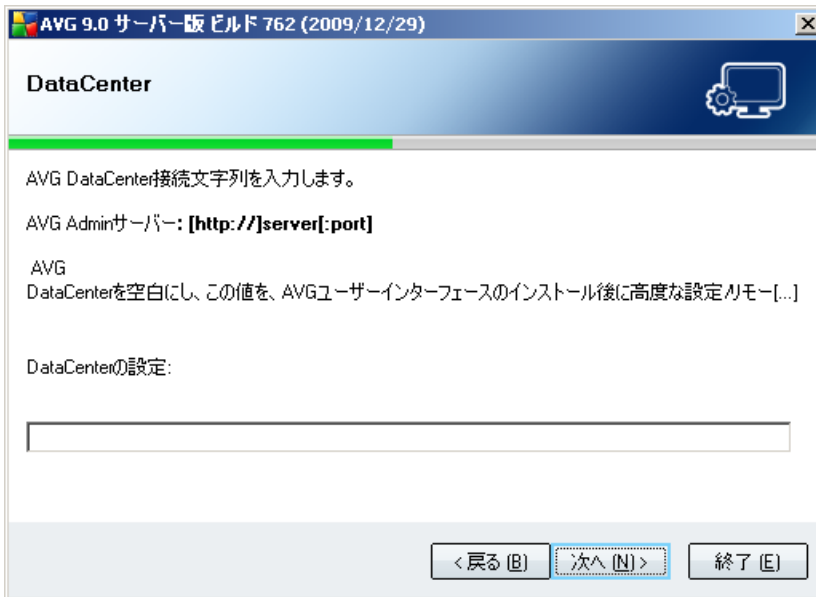 AVG 9.0 サーバー版 ビルド 762 (2009/12/29)
DataCenter
AVG DataCenter接続文字列を入力します。
AVG Adminサーバー: [http://]server[:port]
AVG
DataCenterを空白にし、この値を、AVGユーザーインターフェースのインストール後に高度な設定/リモー[...]
DataCenterの設定:
< 戻る (B)
次へ (N) >
終了 (E)